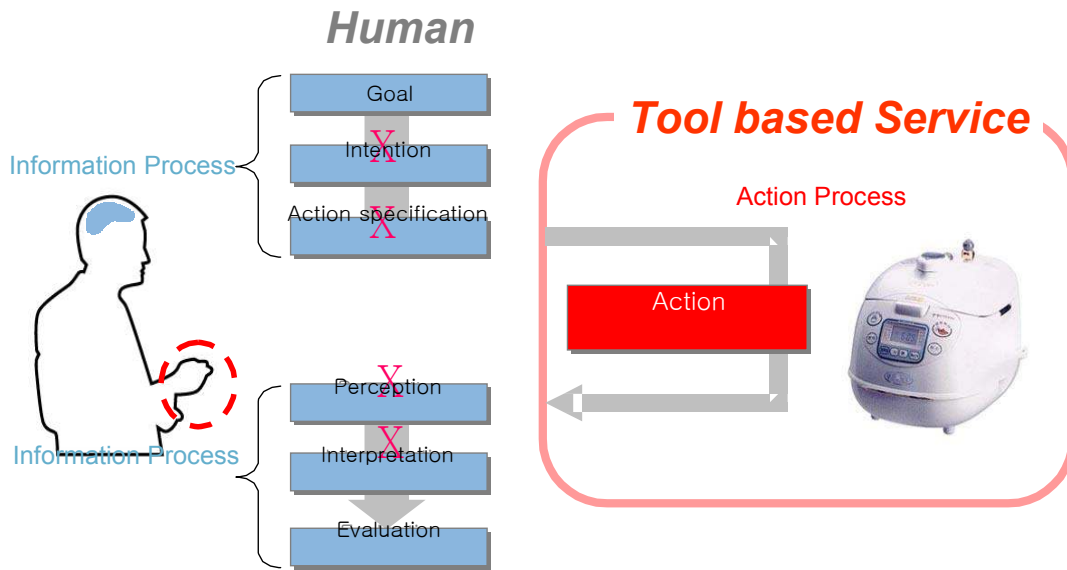 Human
Goal
X
Intention
Information Process
Action specification
X
Tool based Service
Action Process
Action
X
Perception
X
Information Process
Interpretation
Evaluation